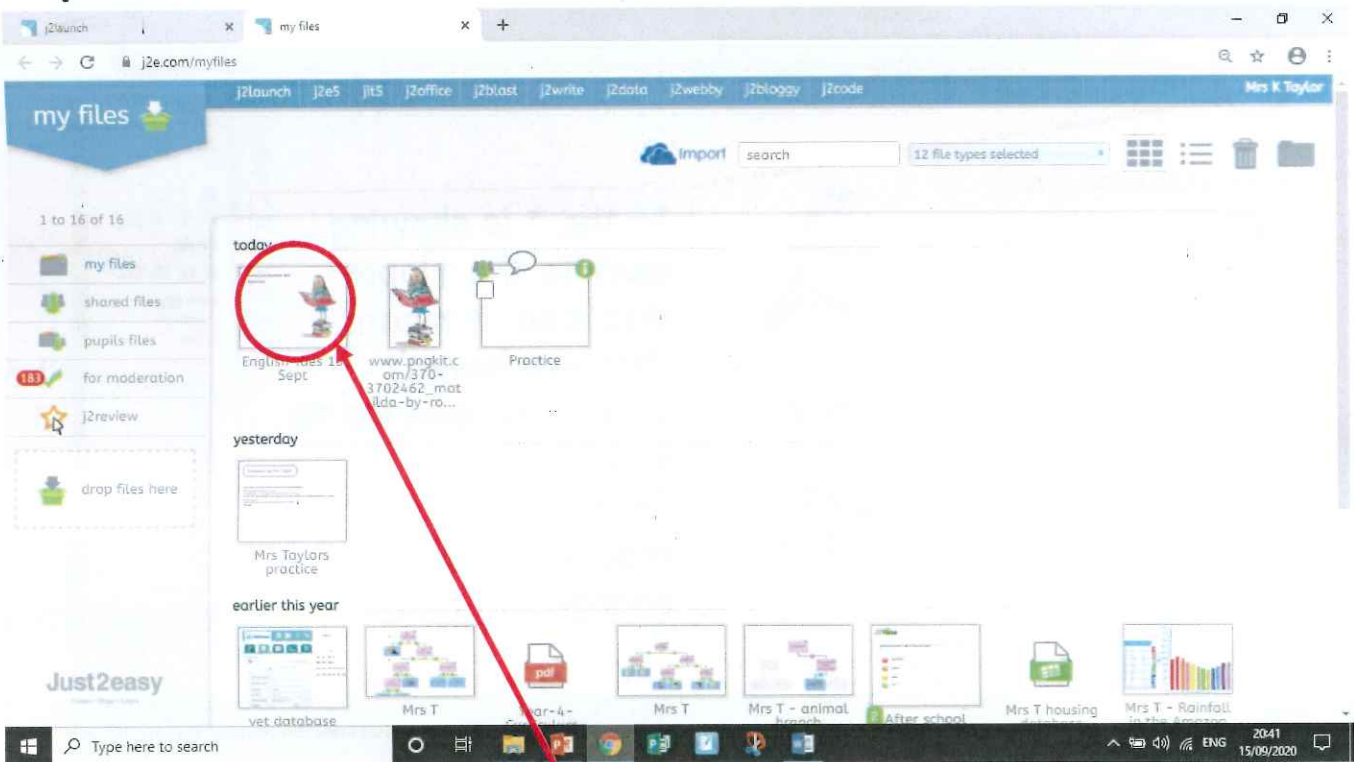 j2launch
my files
j2e.com/myfiles
j2launch j2e5 jit5 j2office j2blast j2write j2data j2webby j2bloggy j2code
Mrs K Taylor
my files
Import
search
12 file types selected
1 to 16 of 16
my files
shared files
pupils files
183
for moderation
j2review
drop files here
today
English
Sept
www.pngkit.c
om/370-
3702462_mat
ilda-by-ro...
Practice
yesterday
Mrs Taylors
practice
earlier this year
vet database
Mrs T
pdf
Mrs T
Mrs T - animal
branch
2
After school
Mrs T housing
database
Mrs T - Rainfall
in the Amazon
Just2easy
Type here to search
ENG
20:41
15/09/2020